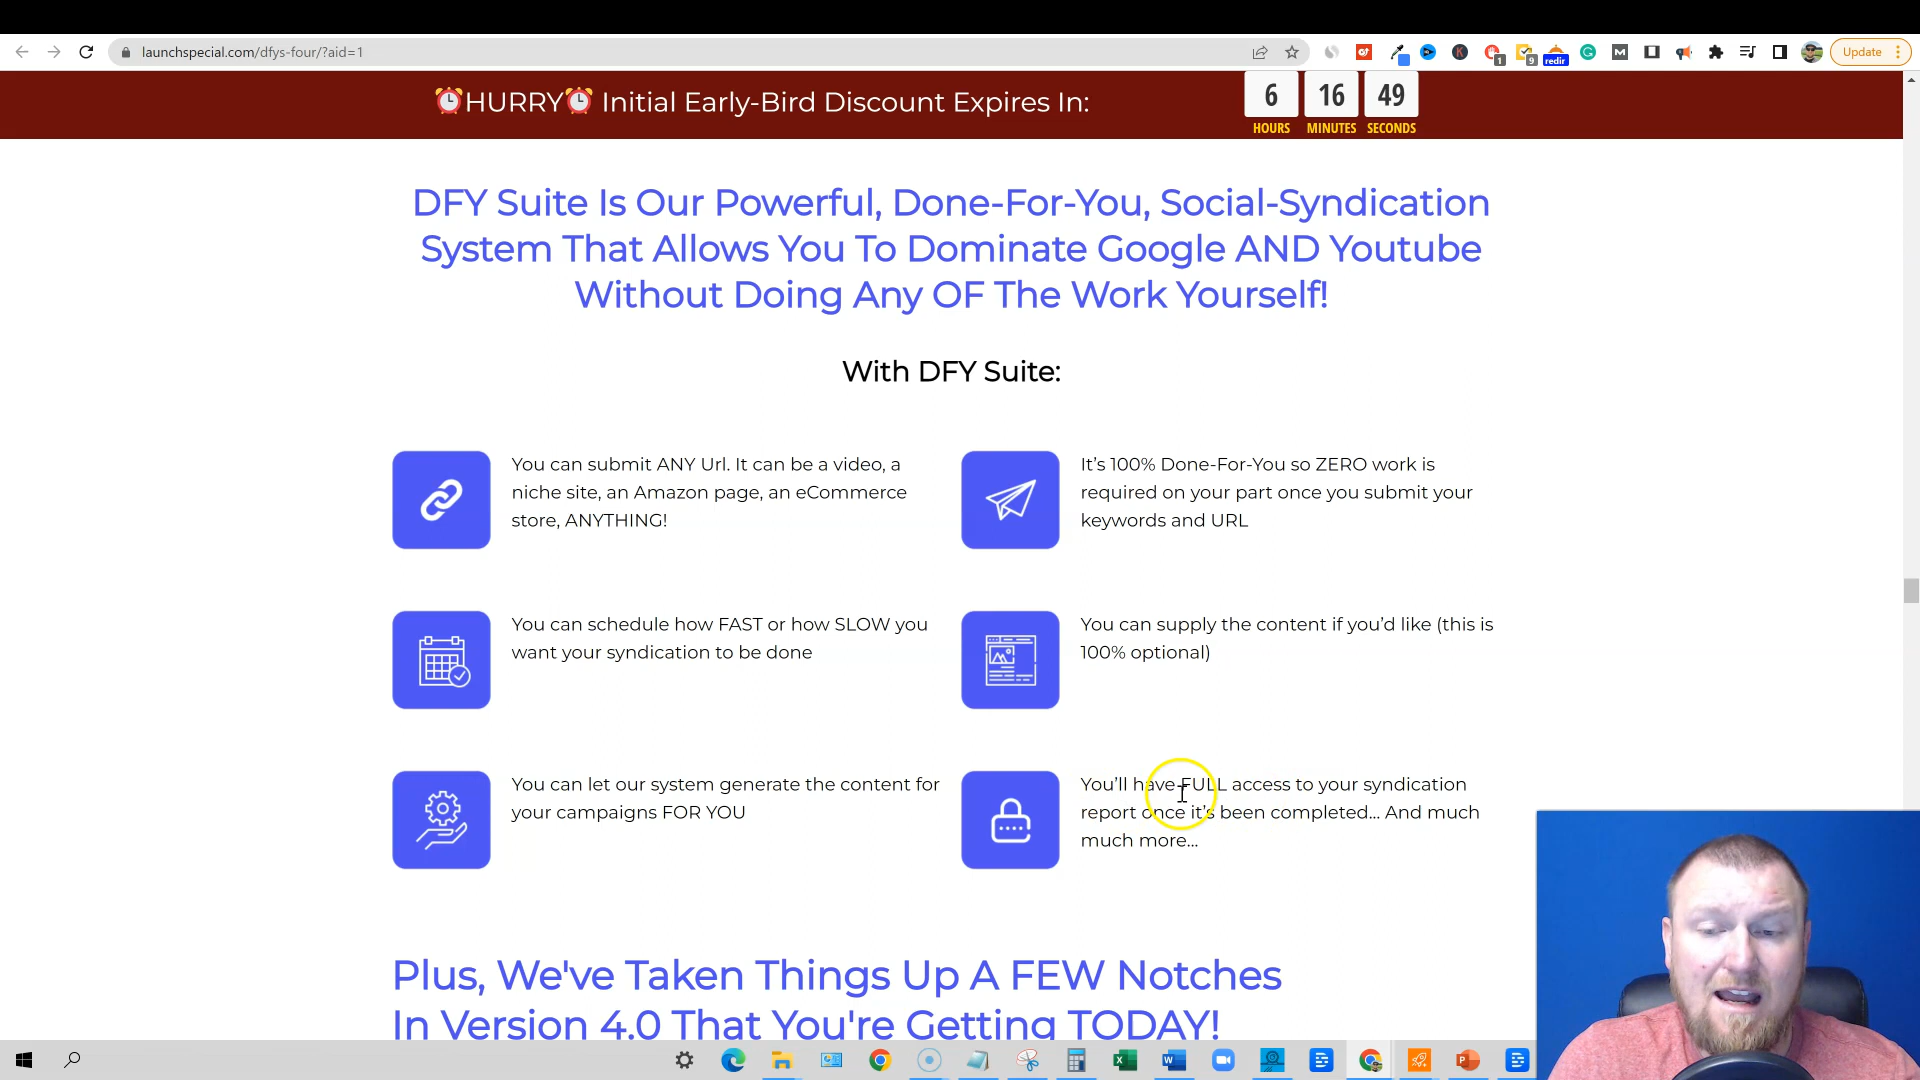 launchspecial.com/dfys-four/?aid=1
Update
HURRY Initial Early-Bird Discount Expires In:
6 16 49
HOURS MINUTES SECONDS
DFY Suite Is Our Powerful, Done-For-You, Social-Syndication
System That Allows You To Dominate Google AND Youtube
Without Doing Any OF The Work Yourself!
With DFY Suite:
You can submit ANY Url. It can be a video, a
niche site, an Amazon page, an eCommerce
store, ANYTHING!
It's 100% Done-For-You so ZERO work is
required on your part once you submit your
keywords and URL
You can schedule how FAST or how SLOW you
want your syndication to be done
You can supply the content if you'd like (this is
100% optional)
You can let our system generate the content for
your campaigns FOR YOU
You'll have FULL access to your syndication
report once it's been completed... And much
much more...
Plus, We've Taken Things Up A FEW Notches
In Version 4.0 That You're Getting TODAY!